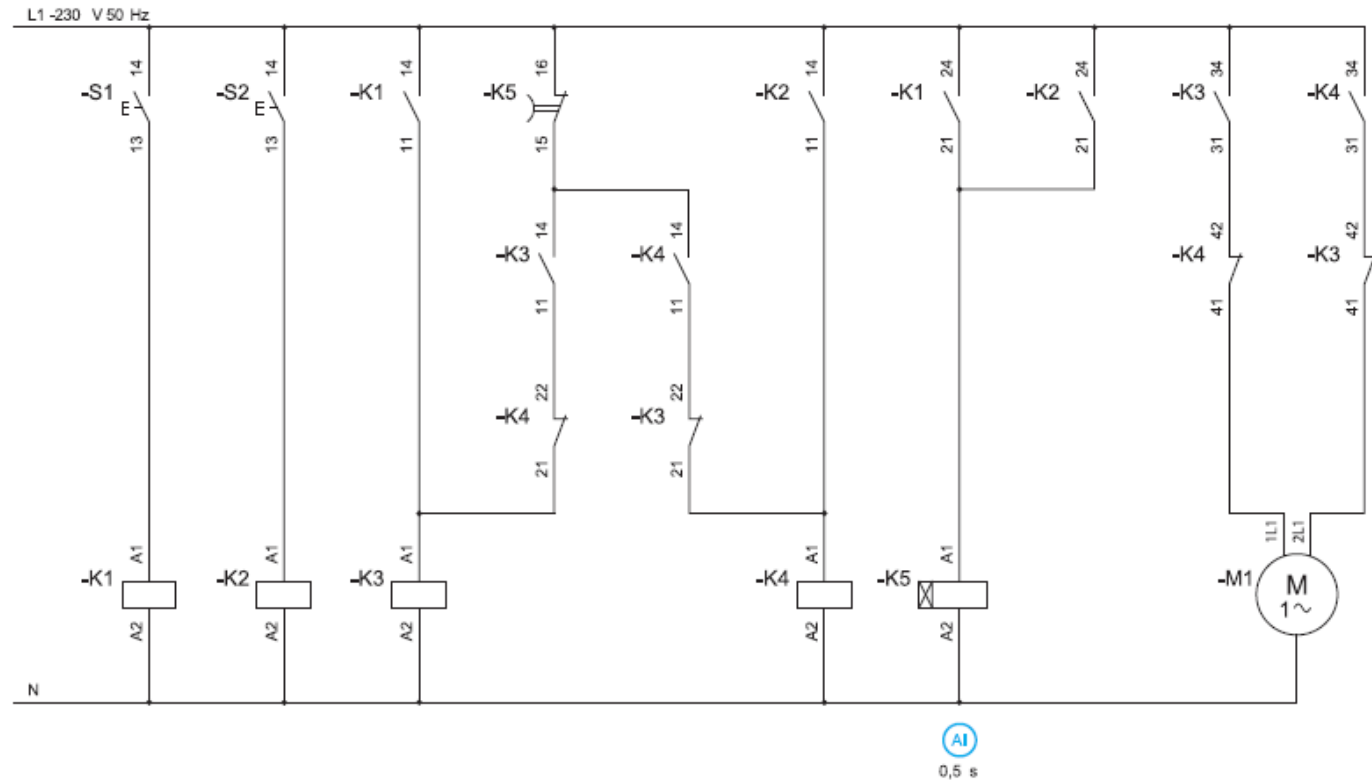 L1 -230 V 50 Hz
14 14 14 16 14 24 24 34 34
-S1 E -S2 E -K1 -K5 -K2 -K1 -K2 -K3 -K4
13 13 11 15 11 21 21 31 31
14 14 42 42
-K3 -K4 -K4 -K3
11 11 41 41
22 22
-K4 -K3
21 21
1L1 2L1
A1 A1 A1 A1 A1
-K1 -K2 -K3 -K4 -K5 -M1 M
1~
A2 A2 A2 A2 A2
N
AI
0,5 s